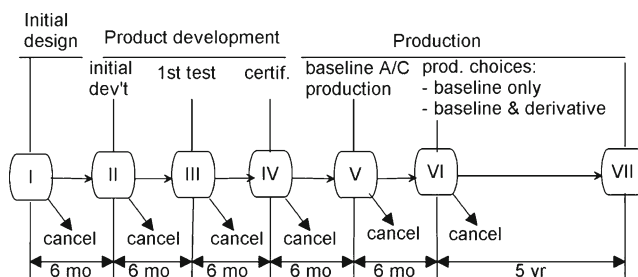 Initial
design
Product development
Production
initial
dev't
1st test
certif.
baseline A/C
production
prod. choices:
- baseline only
- baseline & derivative
I
II
III
IV
V
VI
VII
cancel
cancel
cancel
cancel
cancel
cancel
6 mo
6 mo
6 mo
6 mo
6 mo
5 yr